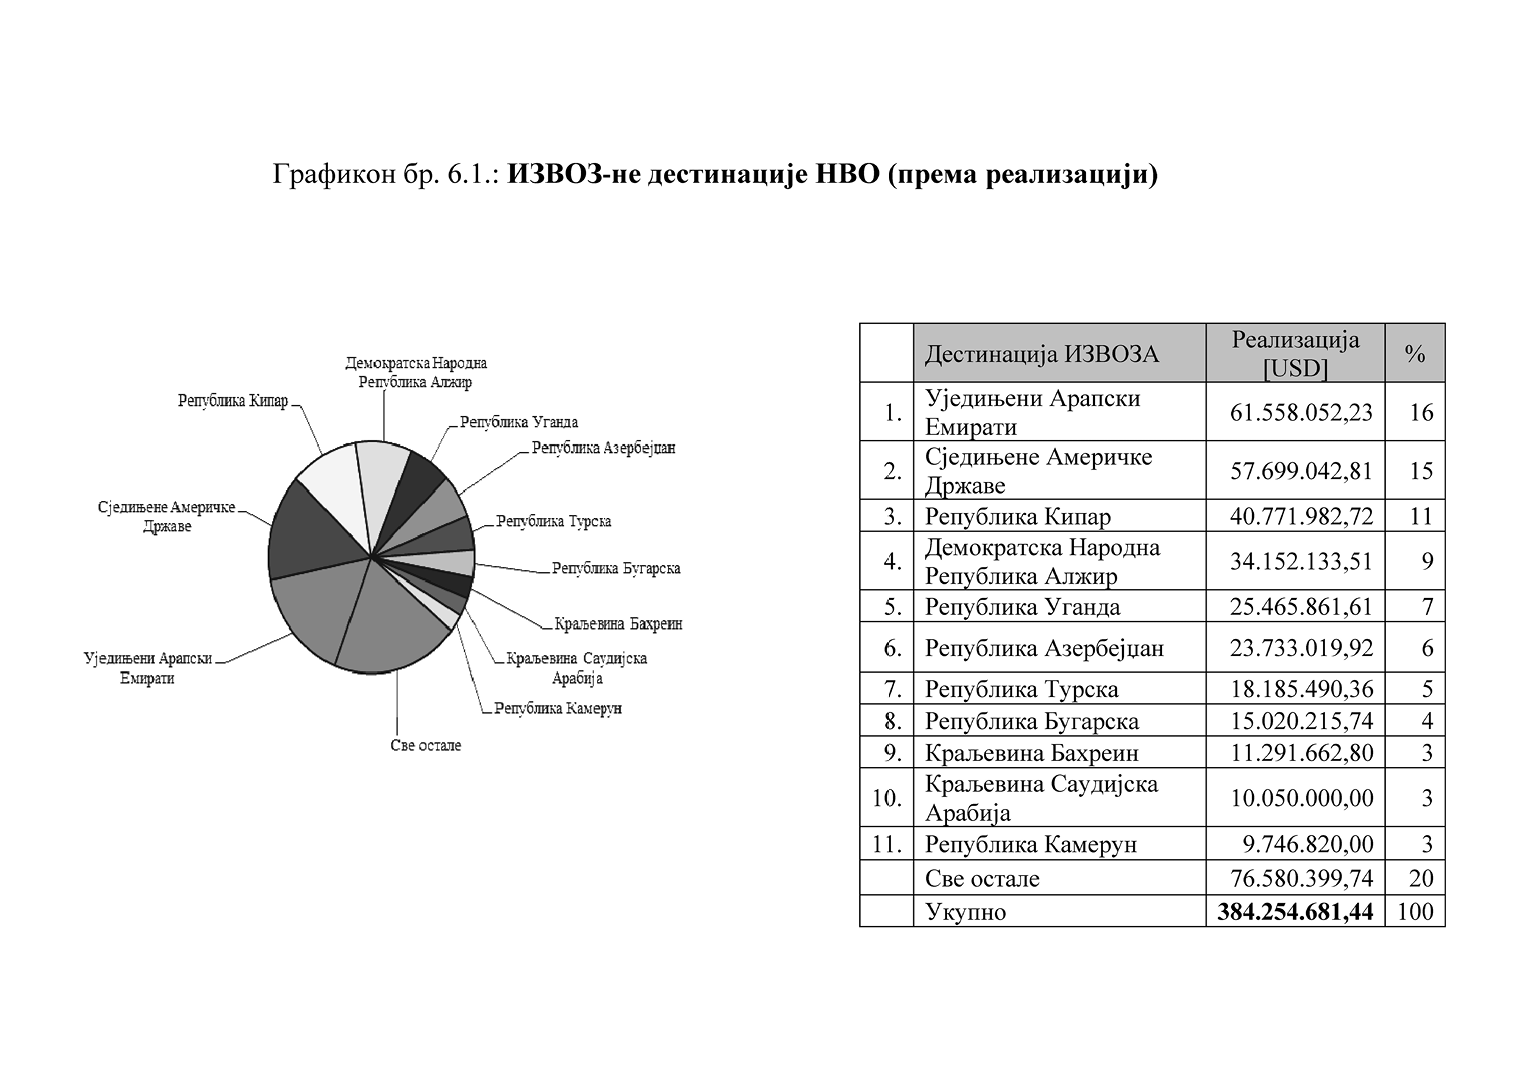 Графикон бр. 6.1.: ИЗВОЗ-не дестинације НВО (према реализацији)
Демократска Народна
Република Алжир
Република Кипар
Република Уганда
Република Азербејџан
Сједињене Америчке
Државе
Република Турска
Република Бугарска
Краљевина Бахреин
Уједињени Арапски
Емирати
Краљевина Саудијска
Арабија
Република Камерун
Све остале
Дестинација ИЗВОЗА
Реализација
[USD]
%
1.
Уједињени Арапски
Емирати
61.558.052,23
16
2.
Сједињене Америчке
Државе
57.699.042,81
15
3.
Република Кипар
40.771.982,72
11
4.
Демократска Народна
Република Алжир
34.152.133,51
9
5.
Република Уганда
25.465.861,61
7
6.
Република Азербејџан
23.733.019,92
6
7.
Република Турска
18.185.490,36
5
8.
Република Бугарска
15.020.215,74
4
9.
Краљевина Бахреин
11.291.662,80
3
10.
Краљевина Саудијска
Арабија
10.050.000,00
3
11.
Република Камерун
9.746.820,00
3
Све остале
76.580.399,74
20
Укупно
384.254.681,44
100